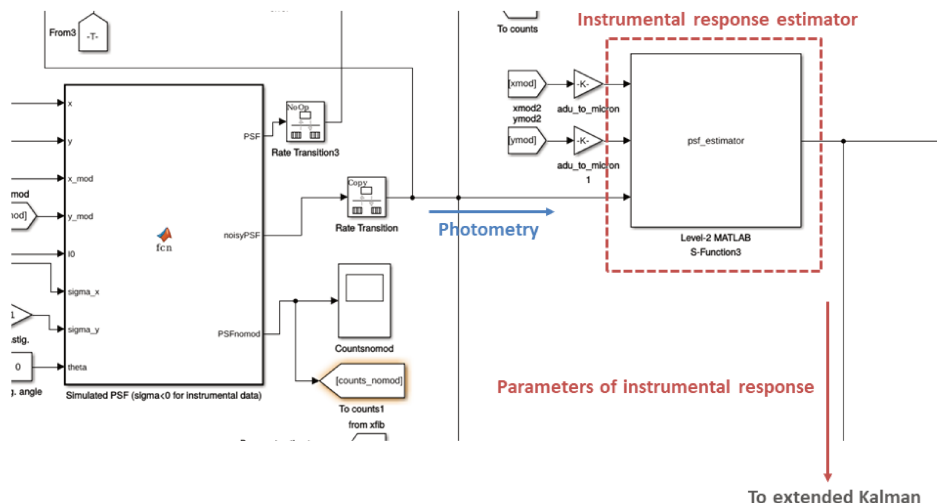 Instrumental response estimator
From3
-T-
To counts
[xmod]
-K-
xmod2
ymod2
adu_to_micron
[ymod]
-K-
adu_to_micron
1
psf_estimator
Level-2 MATLAB
S-Function3
x
y
x_mod
y_mod
I0
sigma_x
sigma_y
theta
fcn
PSF
noisyPSF
PSFnomod
NoOp
Rate Transition3
Copy
Rate Transition
Photometry
mod
nod]
1
stig.
0
g. angle
Countsnomod
[counts_nomod]
To counts1
from xfib
Simulated PSF (sigma<0 for instrumental data)
Parameters of instrumental response
To extended Kalman